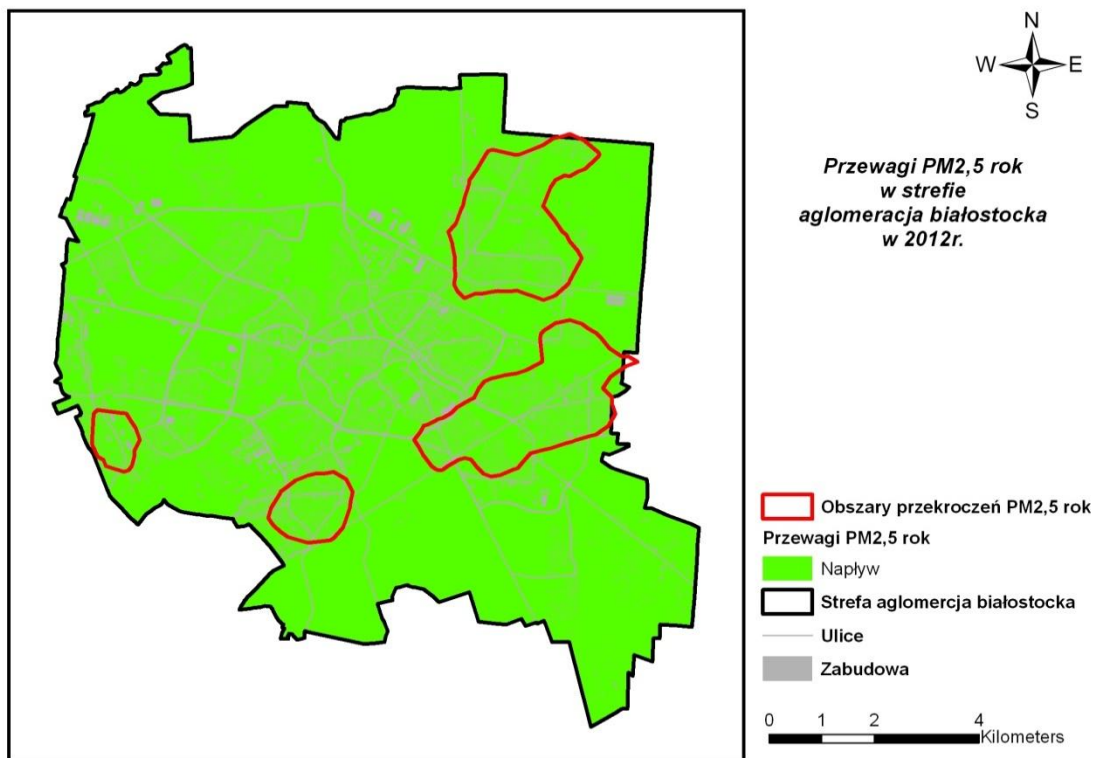 N
W E
S
Przewagi PM2,5 rok
w strefie
aglomeracja białostocka
w 2012r.
Obszary przekroczeń PM2,5 rok
Przewagi PM2,5 rok
Napływ
Strefa aglomercja białostocka
Ulice
Zabudowa
0 1 2 4
Kilometers